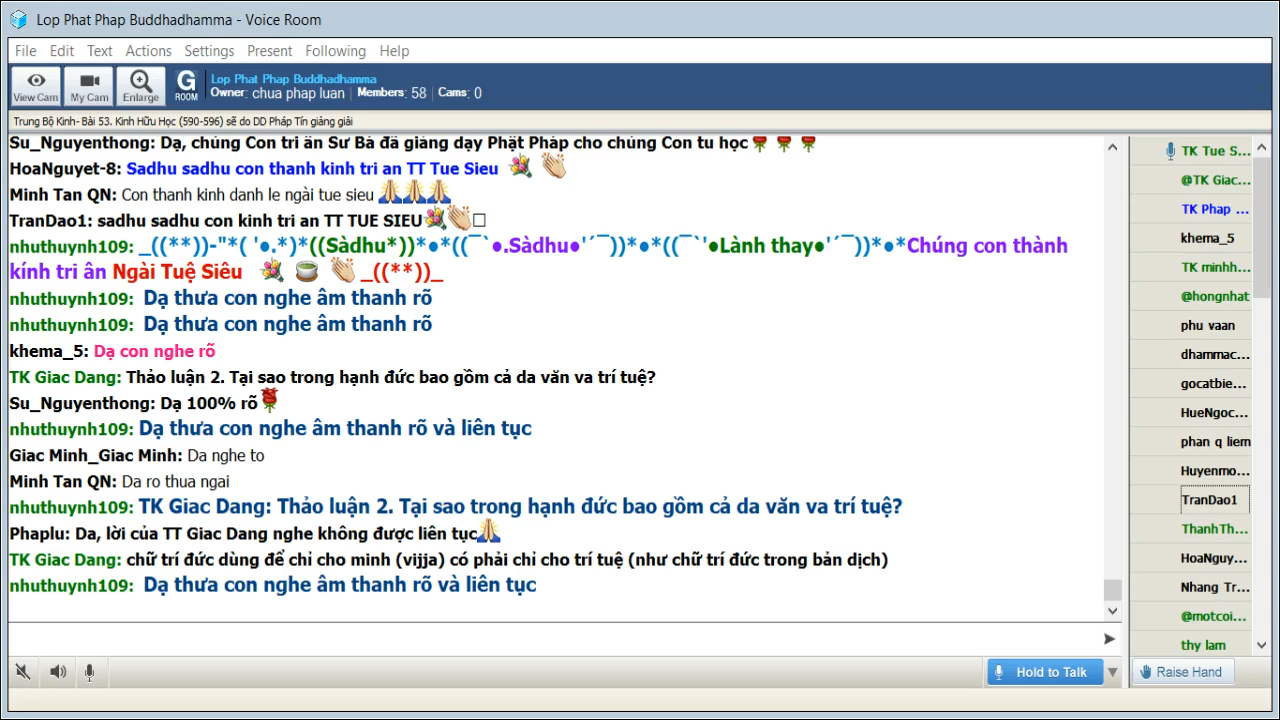 Lop Phat Phap Buddhadhamma - Voice Room
File Edit Text Actions Settings Present Following Help
View Cam My Cam Enlarge G ROOM
Lop Phat Phap Buddhadhamma
Owner: chua phap luan Members: 58 Cams: 0
Trung Bộ Kinh- Bài 53. Kinh Hữu Học (590-596) sẽ do DD Pháp Tín giảng giải
Su_Nguyenthong: Dạ, chúng Con tri ân Sư Bà đã giảng dạy Phật Pháp cho chúng Con tu học
HoaNguyet-8: Sadhu sadhu con thanh kinh tri an TT Tue Sieu
Minh Tan QN: Con thanh kinh danh le ngài tue sieu
TranDao1: sadhu sadhu con kinh tri an TT TUE SIEU
nhuthuynh109: _((**))-"*( '●.*)*((Sàdhu*))*●*((¯`●.Sàdhu●'´¯))*●*((¯`'●Lành thay●'´¯))*●*Chúng con thành
kính tri ân Ngài Tuệ Siêu _((**))_
nhuthuynh109: Dạ thưa con nghe âm thanh rõ
nhuthuynh109: Dạ thưa con nghe âm thanh rõ
khema_5: Dạ con nghe rõ
TK Giac Dang: Thảo luận 2. Tại sao trong hạnh đức bao gồm cả da văn va trí tuệ?
Su_Nguyenthong: Dạ 100% rõ
nhuthuynh109: Dạ thưa con nghe âm thanh rõ và liên tục
Giac Minh_Giac Minh: Da nghe to
Minh Tan QN: Da ro thua ngai
nhuthuynh109: TK Giac Dang: Thảo luận 2. Tại sao trong hạnh đức bao gồm cả da văn va trí tuệ?
Phaplu: Da, lời của TT Giac Dang nghe không được liên tục
TK Giac Dang: chữ trí đức dùng để chỉ cho minh (vijja) có phải chỉ cho trí tuệ (như chữ trí đức trong bản dịch)
nhuthuynh109: Dạ thưa con nghe âm thanh rõ và liên tục
Hold to Talk
TK Tue S...
@TK Giac...
TK Phap ...
khema_5
TK minhh...
@hongnhat
phu vaan
dhammac...
gocatbie...
HueNgoc...
phan q liem
Huyenmo...
TranDao1
ThanhTh...
HoaNguy...
Nhang Tr...
@motcoi...
thy lam
Raise Hand